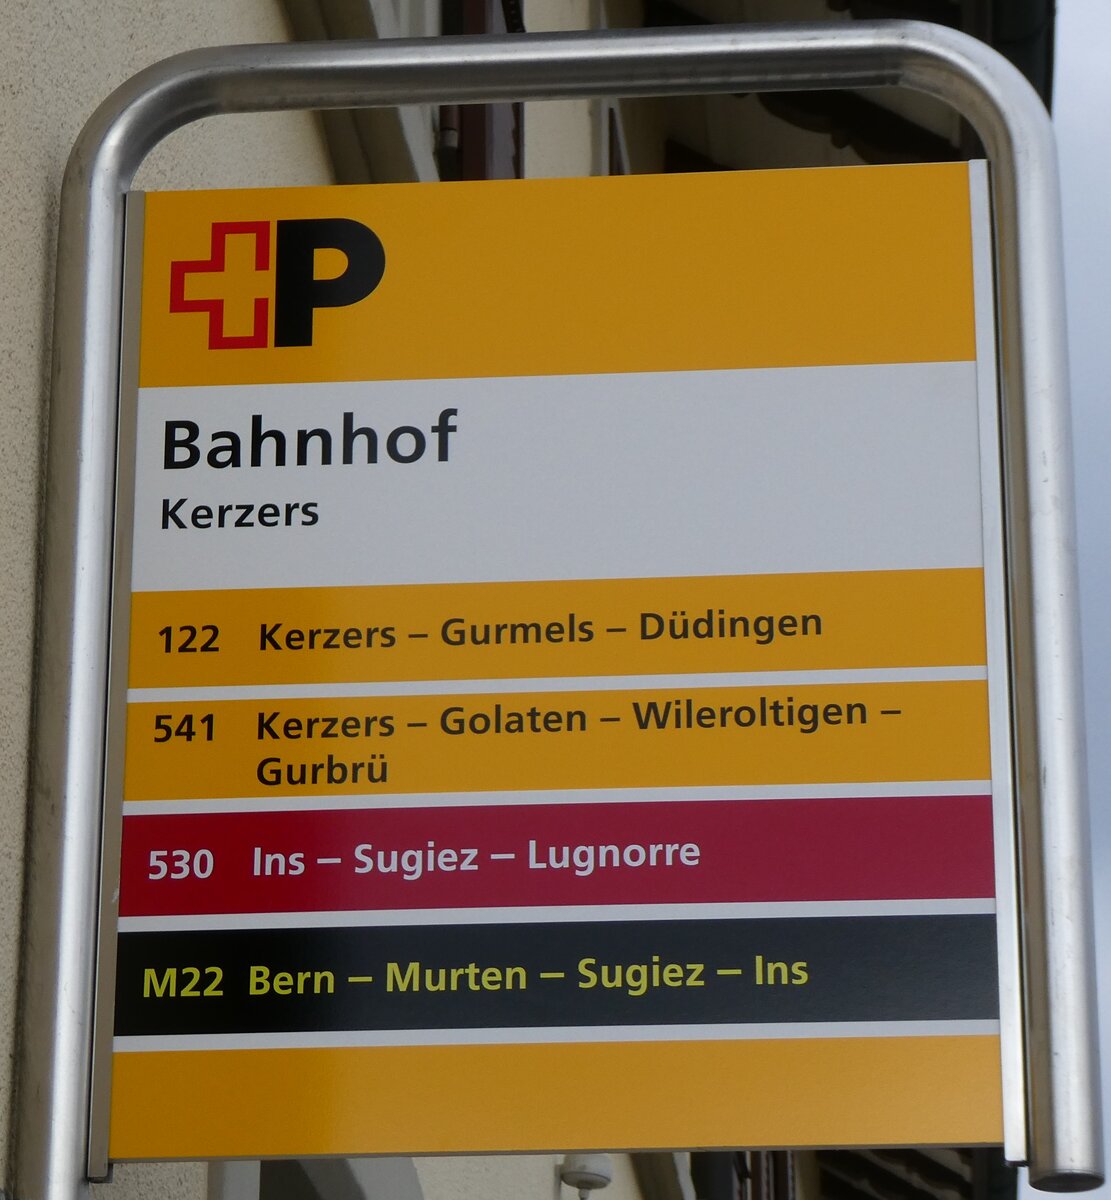 P
Bahnhof
Kerzers
122 Kerzers – Gurmels – Düdingen
541 Kerzers – Golaten – Wileroltigen –
Gurbrü
530 Ins – Sugiez – Lugnorre
M22 Bern – Murten – Sugiez – Ins